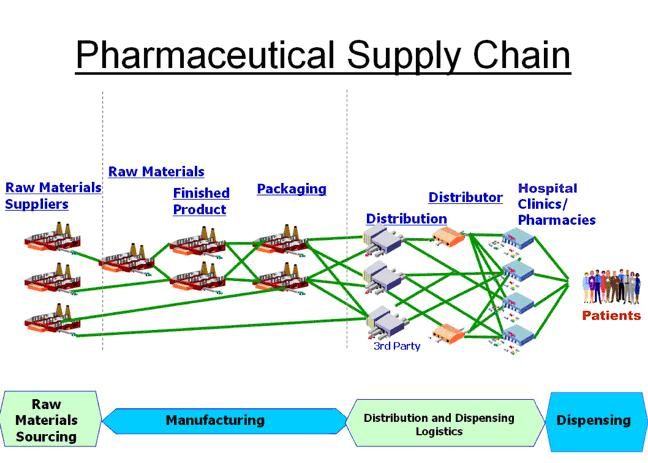 Pharmaceutical Supply Chain
Raw Materials
Suppliers
Raw Materials
Finished
Product
Packaging
Distribution
Distributor
Hospital
Clinics/
Pharmacies
3rd Party
Patients
Raw
Materials
Sourcing
Manufacturing
Distribution and Dispensing
Logistics
Dispensing